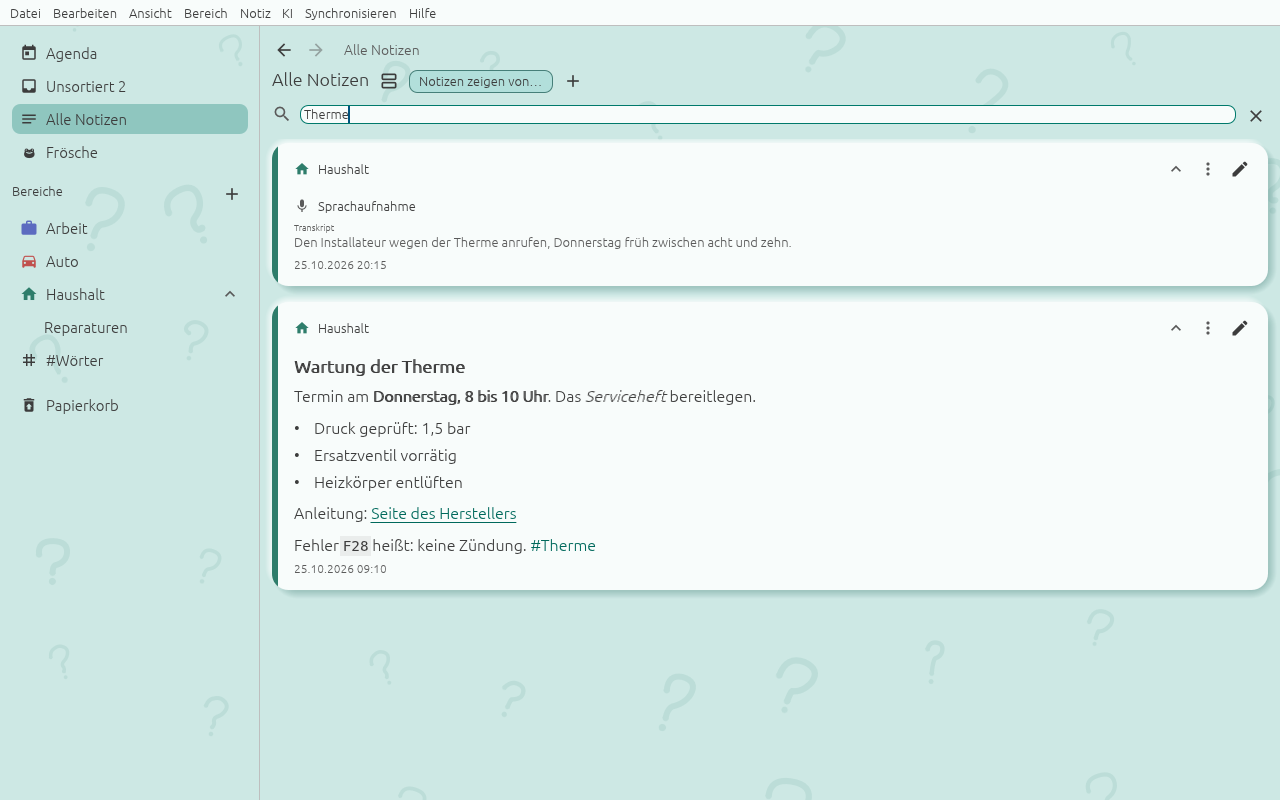 Datei Bearbeiten Ansicht Bereich Notiz KI Synchronisieren Hilfe
Agenda
Unsortiert 2
Alle Notizen
Frösche
Bereiche
Arbeit
Auto
Haushalt
Reparaturen
#Wörter
Papierkorb
Alle Notizen
Alle Notizen
Notizen zeigen von…
Therme
Haushalt
Sprachaufnahme
Transkript
Den Installateur wegen der Therme anrufen, Donnerstag früh zwischen acht und zehn.
25.10.2026 20:15
Haushalt
Wartung der Therme
Termin am Donnerstag, 8 bis 10 Uhr. Das Serviceheft bereitlegen.
• Druck geprüft: 1,5 bar
• Ersatzventil vorrätig
• Heizkörper entlüften
Anleitung: Seite des Herstellers
Fehler F28 heißt: keine Zündung. #Therme
25.10.2026 09:10